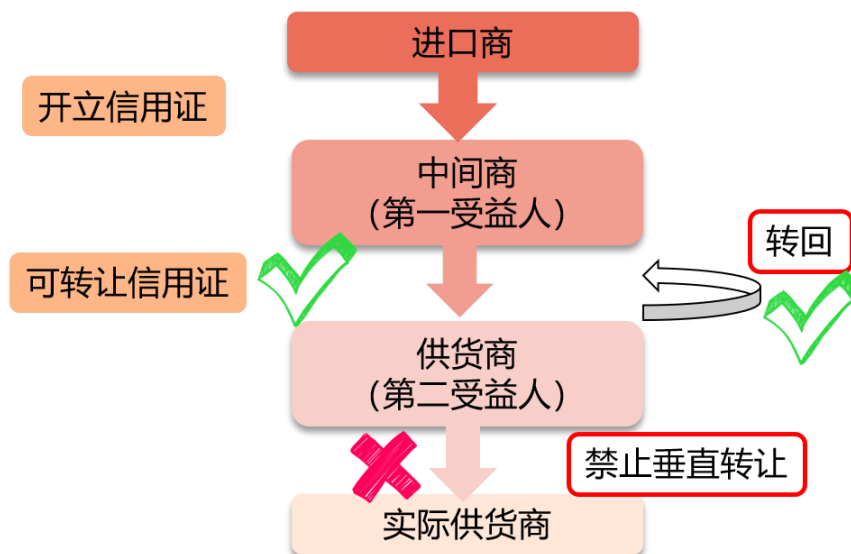 进口商
开立信用证
中间商
（第一受益人）
转回
可转让信用证
供货商
（第二受益人）
禁止垂直转让
实际供货商